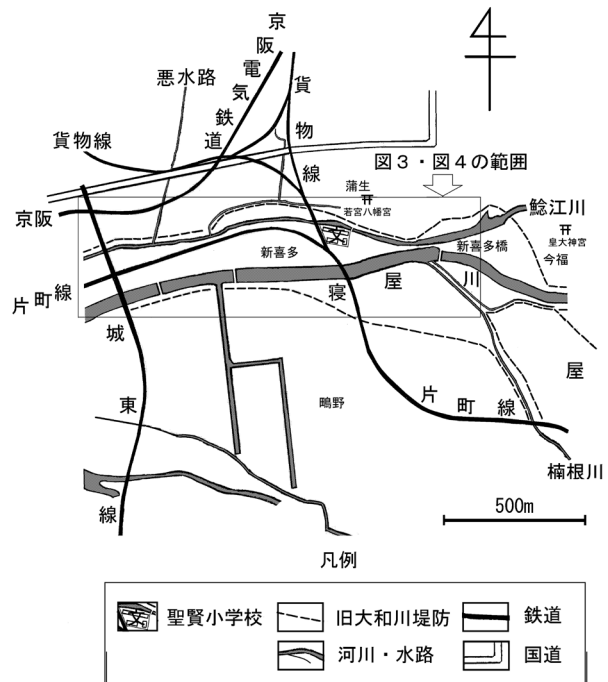 京阪電気鉄道
悪水路
貨物線
貨物線
図3・図4の範囲
蒲生
若宮八幡宮
鯰江川
京阪
文
新喜多
新喜多橋
皇大神宮
今福
片町線
寝屋川
城東線
屋
鴫野
片町線
楠根川
500m
凡例
文
聖賢小学校
旧大和川堤防
鉄道
河川・水路
国道